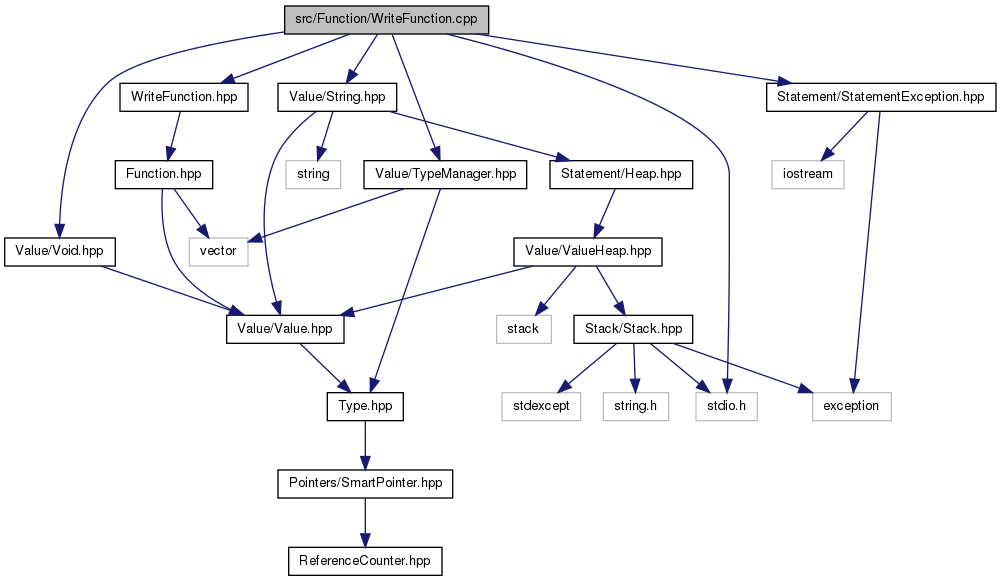 src/Function/WriteFunction.cpp
WriteFunction.hpp
Value/String.hpp
Statement/StatementException.hpp
Function.hpp
string
Value/TypeManager.hpp
Statement/Heap.hpp
iostream
Value/Void.hpp
vector
Value/ValueHeap.hpp
Value/Value.hpp
stack
Stack/Stack.hpp
Type.hpp
stdexcept
string.h
stdio.h
exception
Pointers/SmartPointer.hpp
ReferenceCounter.hpp